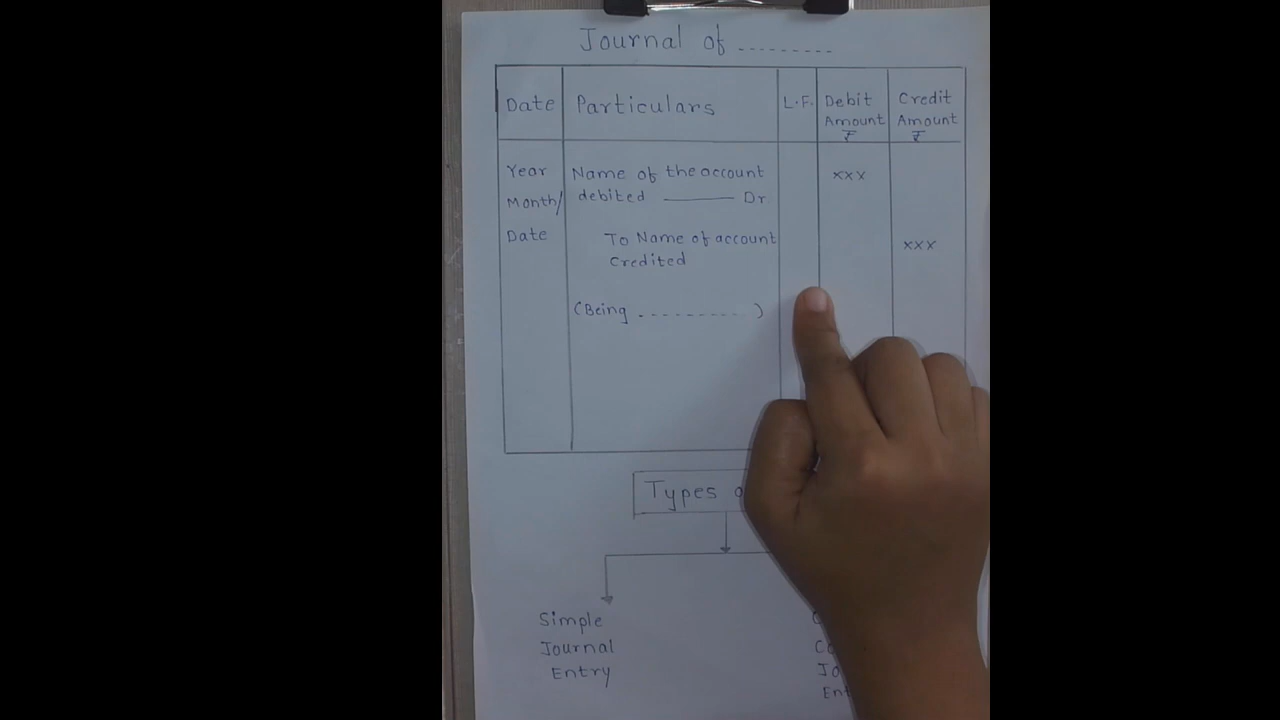 Journal of .........
Date Particulars L.F. Debit Amount ₹ Credit Amount ₹
Year Name of the account xxx
Month/ debited ——— Dr
Date To Name of account xxx
Credited
(Being ..........)
Types
Simple
Journal
Entry